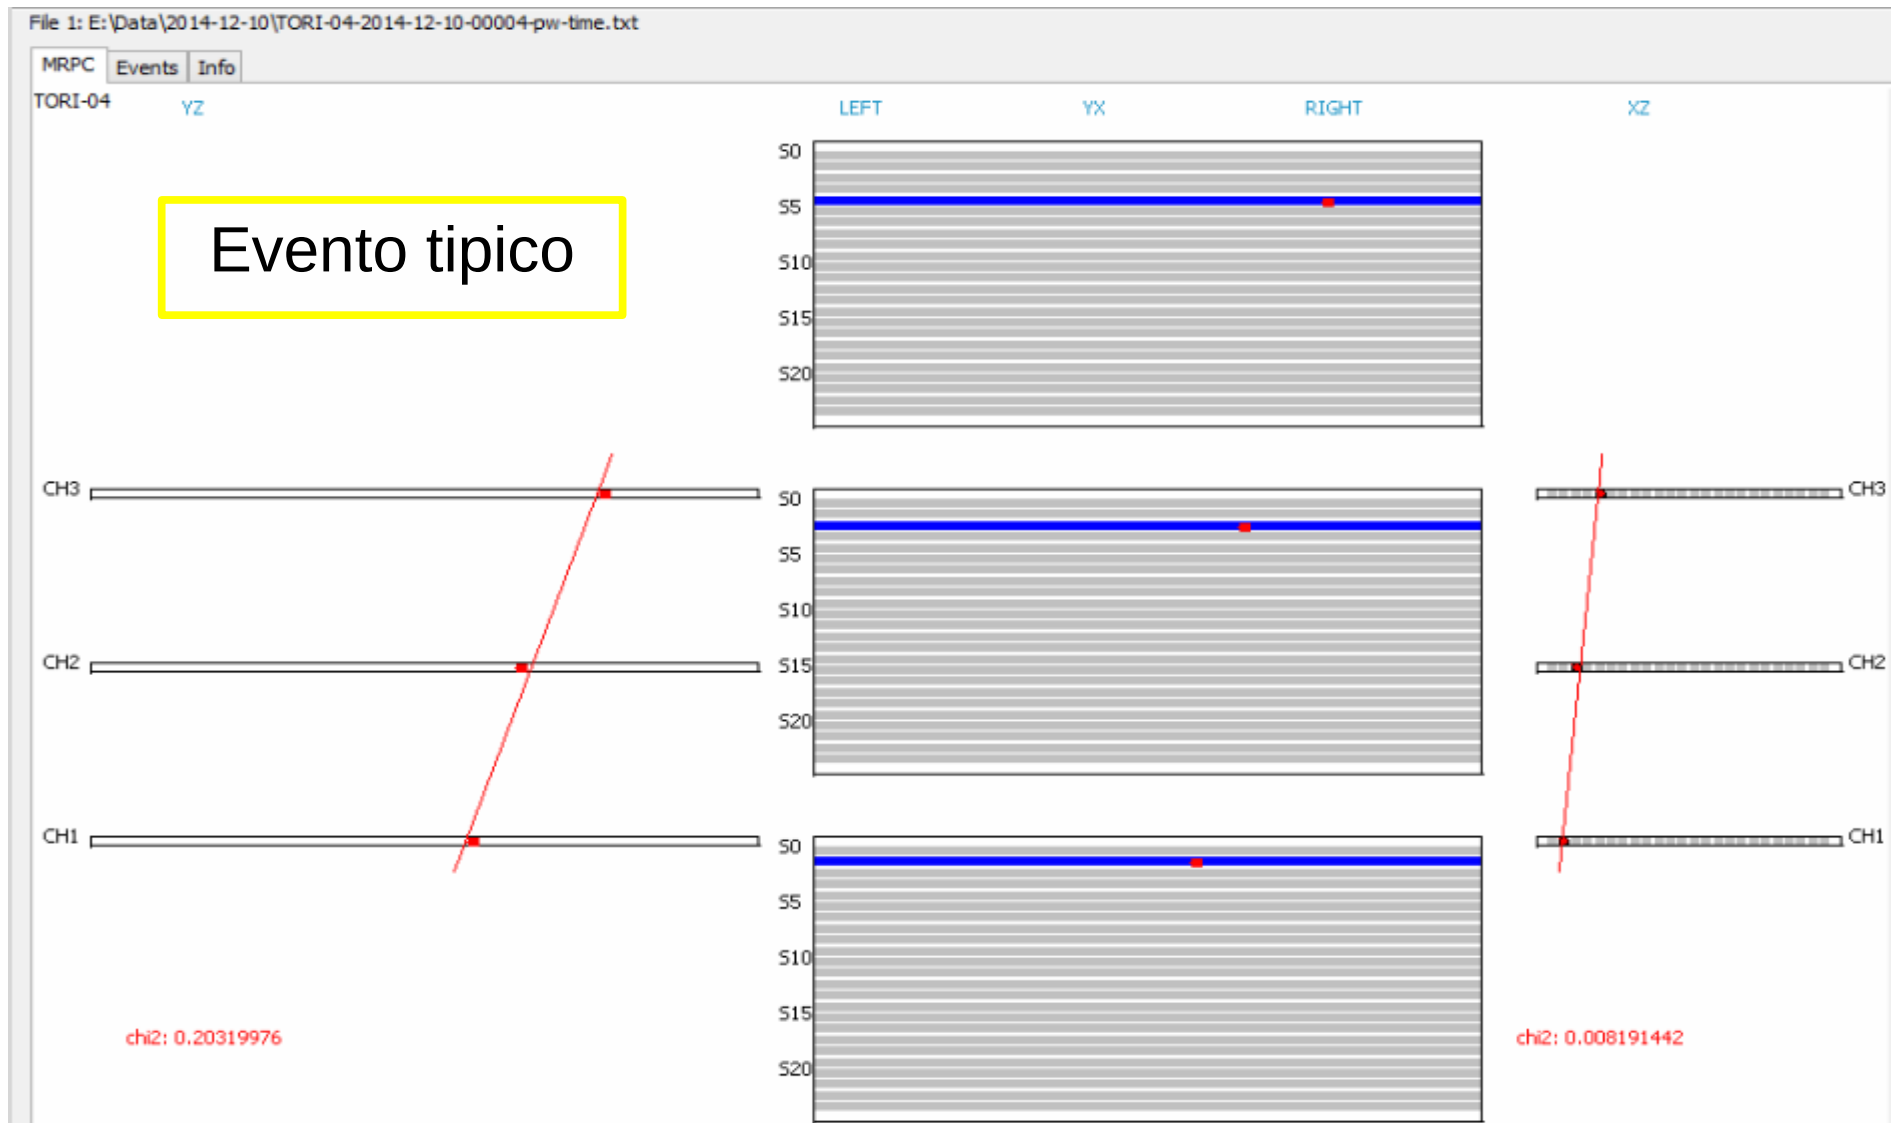 File 1: E:\Data\2014-12-10\TORI-04-2014-12-10-00004-pw-time.txt
MRPC Events Info
TORI-04 YZ LEFT YX RIGHT XZ
Evento tipico
S0
S5
S10
S15
S20
CH3 S0 CH3
S5
S10
CH2 S15 CH2
S20
CH1 S0 CH1
S5
S10
S15
chi2: 0.20319976 chi2: 0.008191442
S20